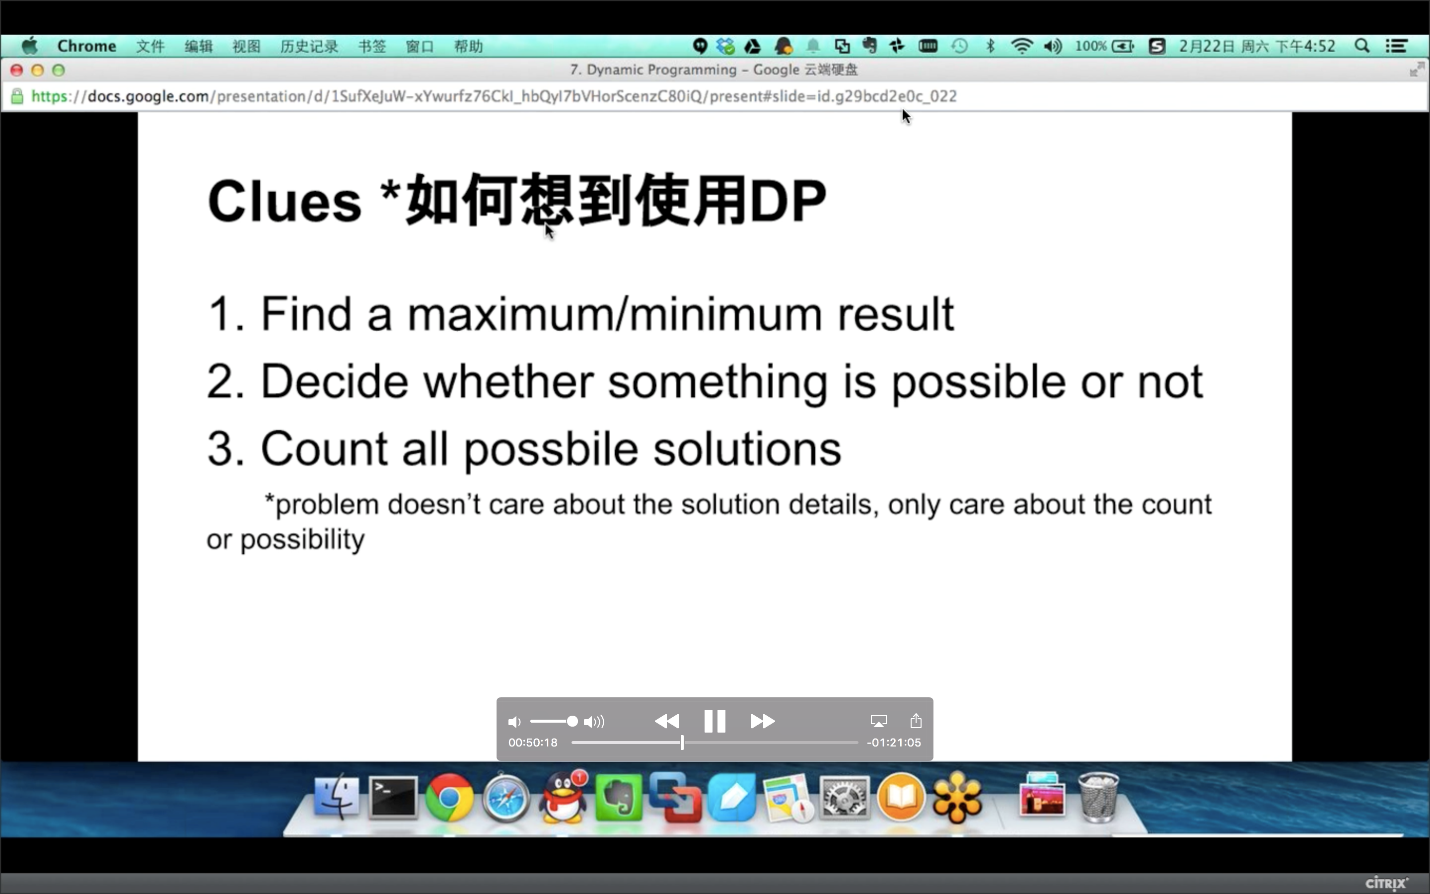 Chrome 文件 编辑 视图 历史记录 书签 窗口 帮助 100% 2月22日 周六 下午4:52
7. Dynamic Programming – Google 云端硬盘
https://docs.google.com/presentation/d/1SufXeJuW-xYwurfz76CkI_hbQyI7bVHorScenzC80iQ/present#slide=id.g29bcd2e0c_022
Clues *如何想到使用DP
1. Find a maximum/minimum result
2. Decide whether something is possible or not
3. Count all possbile solutions
*problem doesn’t care about the solution details, only care about the count
or possibility
00:50:18 -01:21:05
1
CITRIX